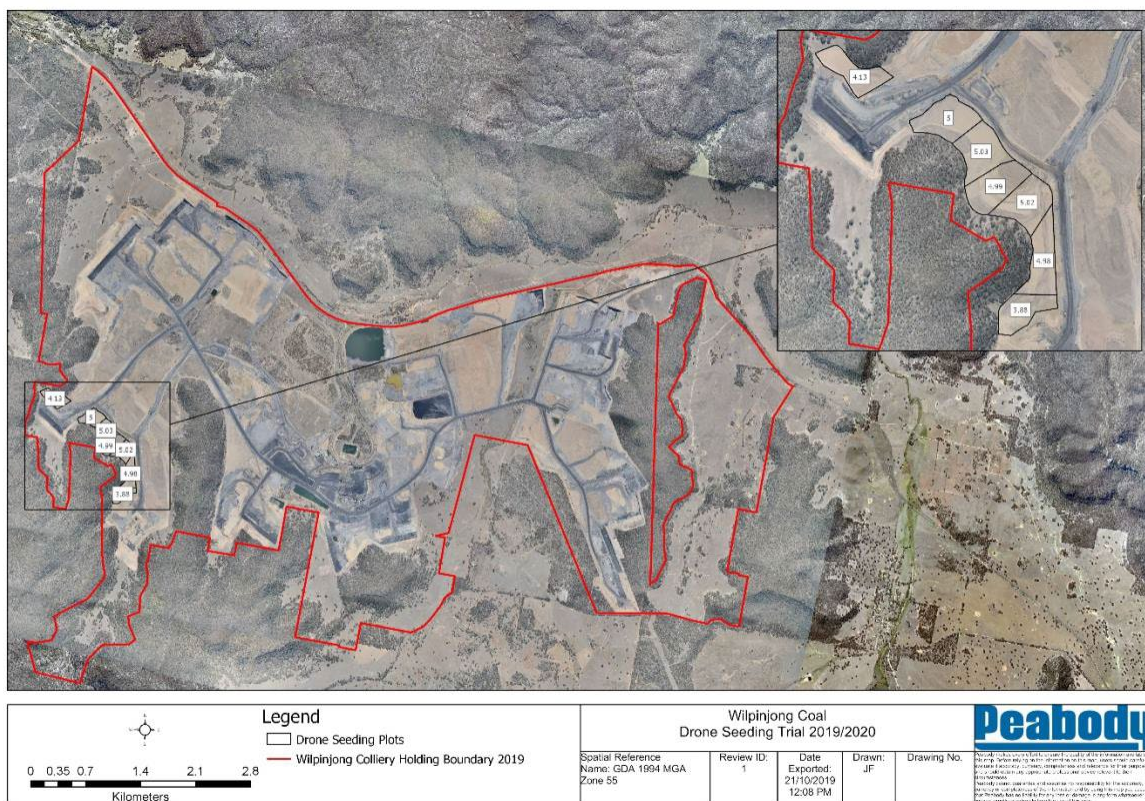 4.13
5
5.03
4.99
5.02
4.98
3.88
4.13
5
5.03
4.99
5.02
4.98
3.88
Legend
Drone Seeding Plots
Wilpinjong Colliery Holding Boundary 2019
0 0.35 0.7 1.4 2.1 2.8
Kilometers
Wilpinjong Coal
Drone Seeding Trial 2019/2020
Spatial Reference
Name: GDA 1994 MGA
Zone 55
Review ID:
1
Date
Exported:
21/10/2019
12:08 PM
Drawn:
JF
Drawing No.
Peabody